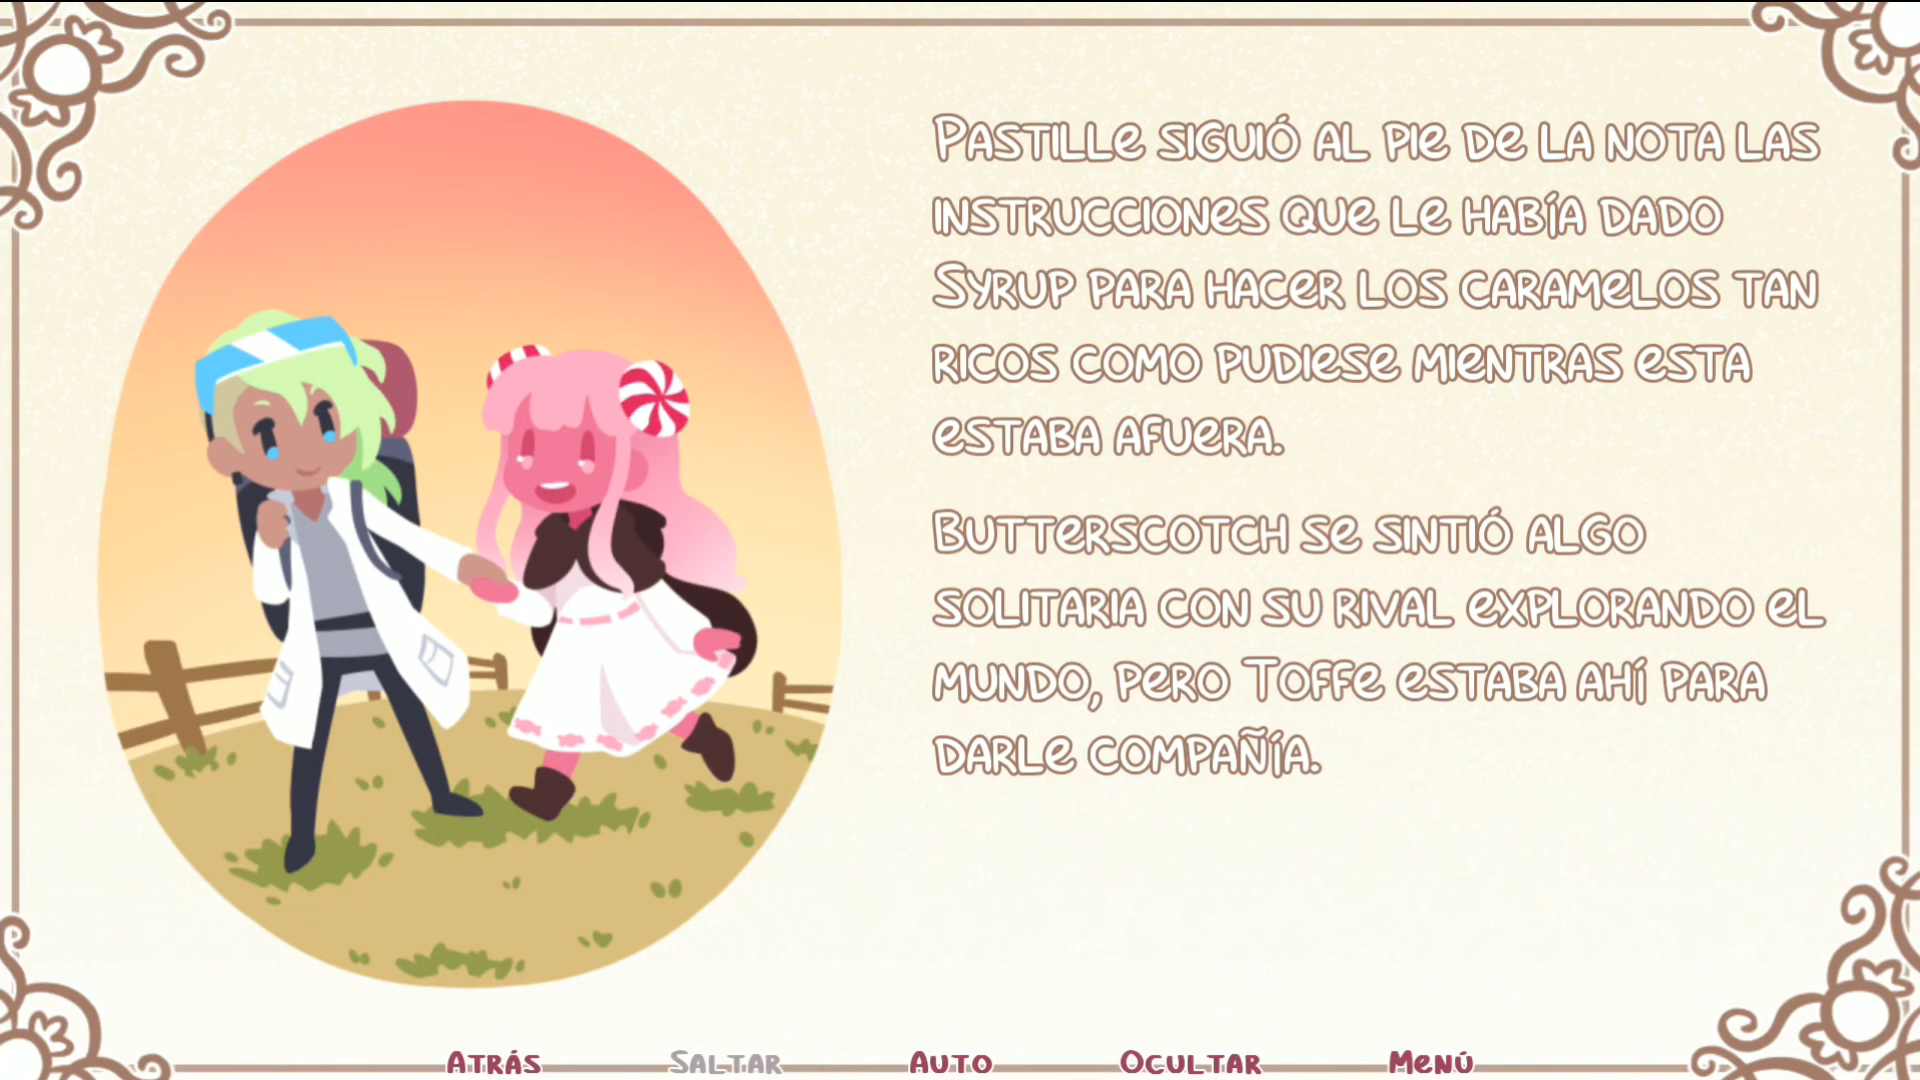 Pastille siguió al pie de la nota las
instrucciones que le había dado
Syrup para hacer los caramelos tan
ricos como pudiese mientras esta
estaba afuera.
Butterscotch se sintió algo
solitaria con su rival explorando el
mundo, pero Toffe estaba ahí para
darle compañía.
Atrás Saltar Auto Ocultar Menú